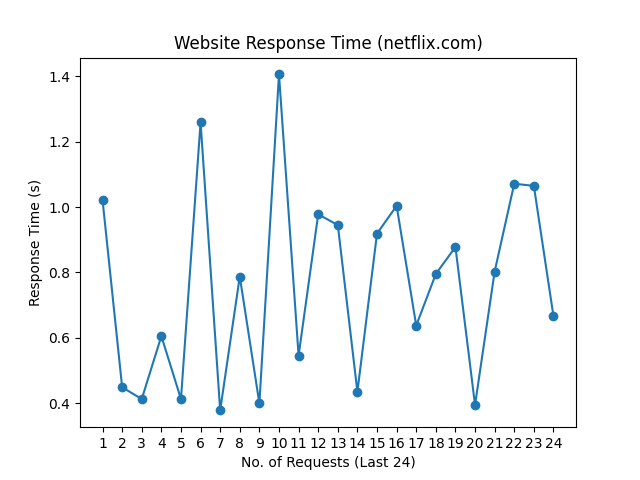 Website Response Time (netflix.com)
Response Time (s)
1.4
1.2
1.0
0.8
0.6
0.4
1 2 3 4 5 6 7 8 9 10 11 12 13 14 15 16 17 18 19 20 21 22 23 24
No. of Requests (Last 24)